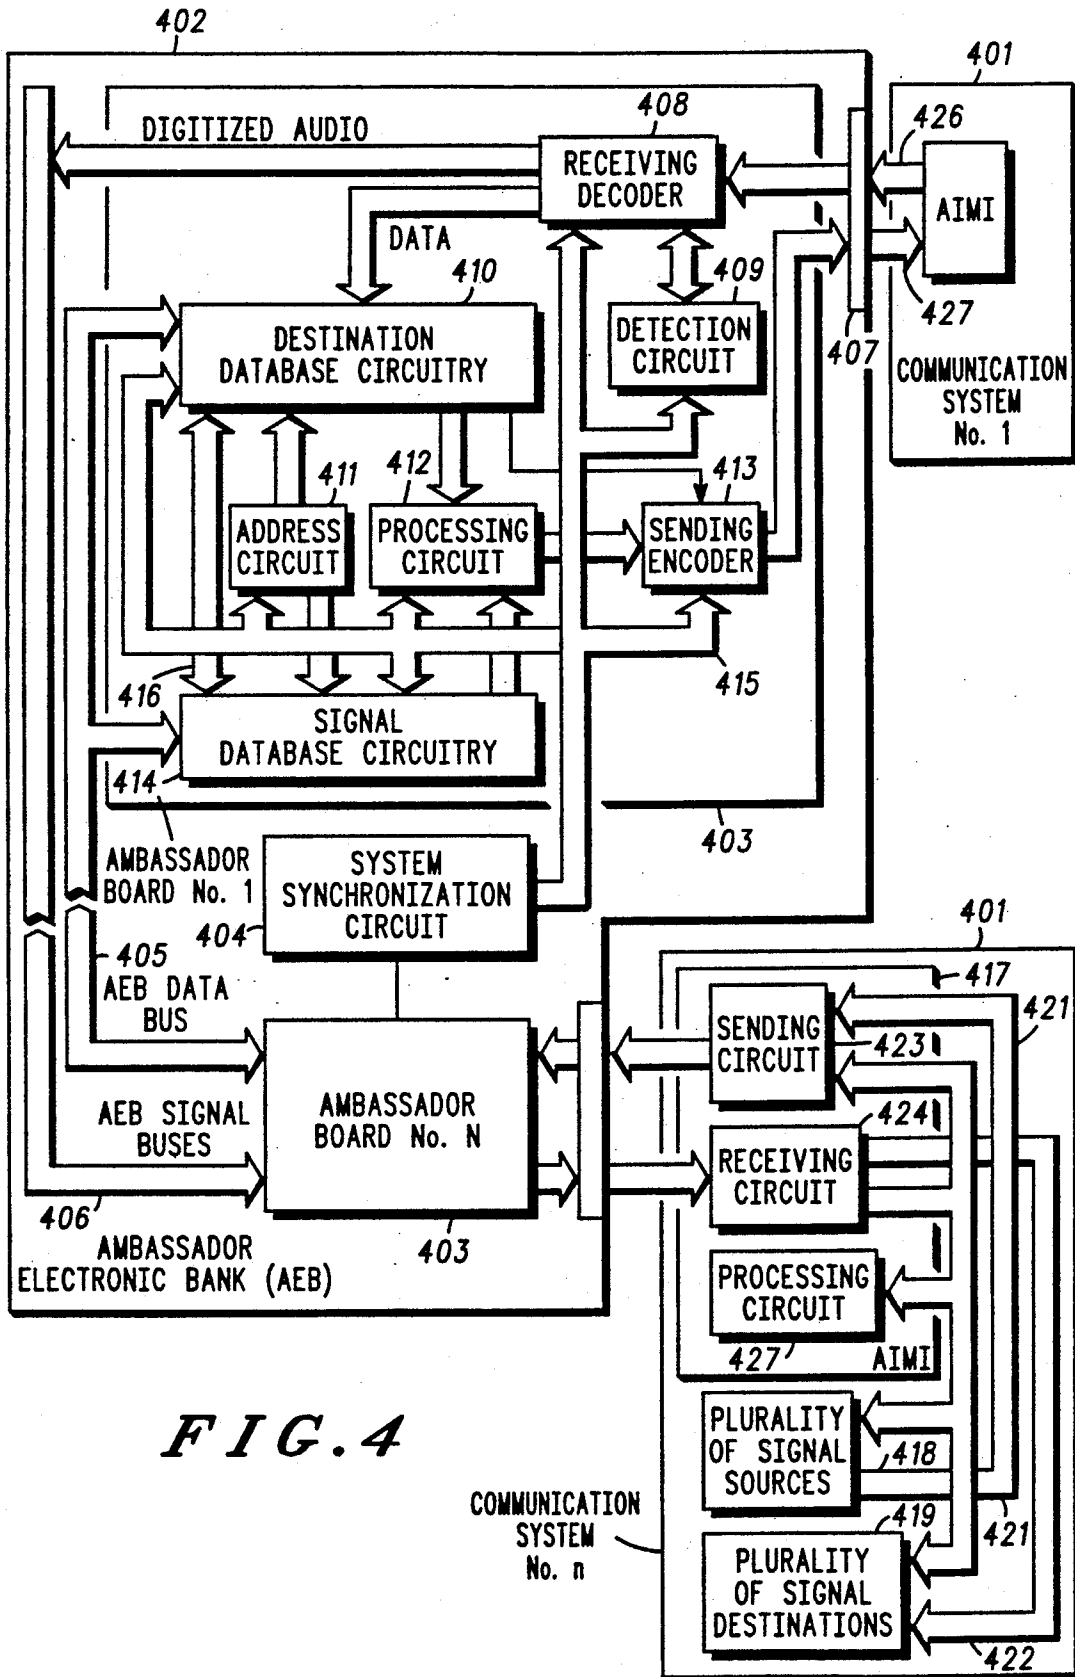 402
401
DIGITIZED AUDIO
408
RECEIVING
DECODER
426
AIMI
DATA
410
409
427
407
DESTINATION
DATABASE CIRCUITRY
DETECTION
CIRCUIT
COMMUNICATION
SYSTEM
No. 1
411
412
413
ADDRESS
CIRCUIT
PROCESSING
CIRCUIT
SENDING
ENCODER
416
415
SIGNAL
DATABASE CIRCUITRY
414
403
AMBASSADOR
BOARD No. 1
SYSTEM
SYNCHRONIZATION
CIRCUIT
404
405
AEB DATA
BUS
401
417
SENDING
CIRCUIT
423
421
AMBASSADOR
BOARD No. N
AEB SIGNAL
BUSES
424
RECEIVING
CIRCUIT
406
403
AMBASSADOR
ELECTRONIC BANK (AEB)
PROCESSING
CIRCUIT
427
AIMI
FIG.4
PLURALITY
OF SIGNAL
SOURCES
418
421
COMMUNICATION
SYSTEM
No. n
419
PLURALITY
OF SIGNAL
DESTINATIONS
422